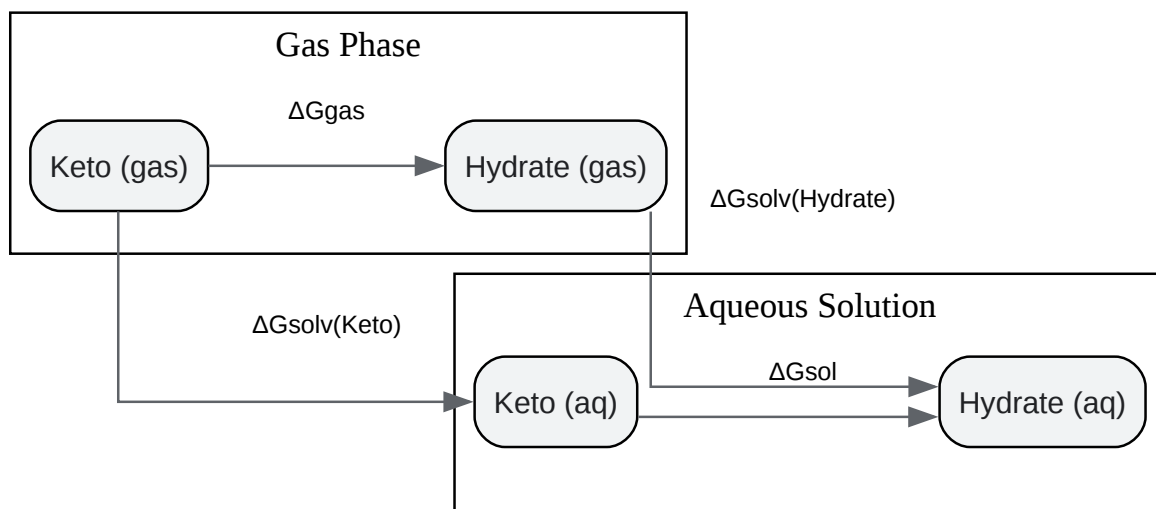 Gas Phase
ΔGgas
Keto (gas)
Hydrate (gas)
ΔGsolv(Hydrate)
ΔGsolv(Keto)
Aqueous Solution
ΔGsol
Keto (aq)
Hydrate (aq)